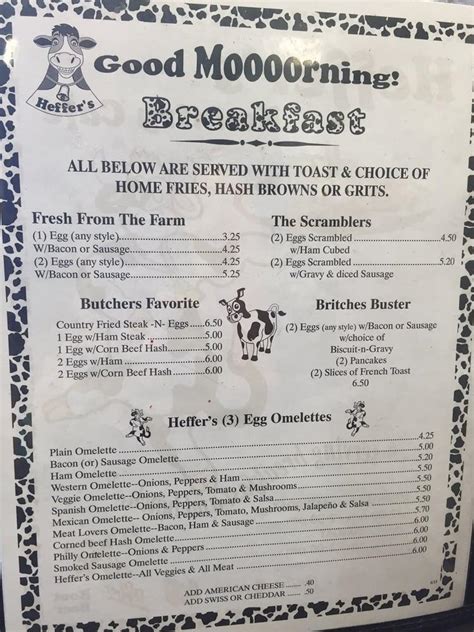 Heffer's
Good MOOOOrning!
Breakfast
ALL BELOW ARE SERVED WITH TOAST & CHOICE OF
HOME FRIES, HASH BROWNS OR GRITS.
Fresh From The Farm
(1) Egg (any style)..................3.25
W/Bacon or Sausage..................4.25
(2) Eggs (any style)..................4.25
W/Bacon or Sausage..................5.25
The Scramblers
(2) Eggs Scrambled..................4.50
w/Ham Cubed
(2) Eggs Scrambled..................5.20
w/Gravy & diced Sausage
Butchers Favorite
Country Fried Steak -N- Eggs......6.50
1 Egg w/Ham Steak..................5.00
1 Egg w/Corn Beef Hash..................5.00
2 Eggs w/Ham..................6.00
2 Eggs w/Corn Beef Hash..................6.00
Britches Buster
(2) Eggs (any style) w/Bacon or Sausage
w/choice of
Biscuit-n-Gravy
(2) Pancakes
(2) Slices of French Toast
6.50
Heffer's (3) Egg Omelettes
Plain Omelette..................4.25
Bacon (or) Sausage Omelette..................5.20
Ham Omelette..................5.20
Western Omelette--Onions, Peppers & Ham..................5.50
Veggie Omelette--Onions, Peppers, Tomato & Mushrooms..................5.50
Spanish Omelette--Onions, Peppers, Tomato & Salsa..................5.50
Mexican Omelette--Onions, Peppers, Tomato, Mushrooms, Jalapeño & Salsa......5.50
Meat Lovers Omelette--Bacon, Ham & Sausage..................6.00
Corned beef Hash Omelette..................6.00
Philly Omlette--Onions & Peppers..................6.00
Smoked Sausage Omelette..................6.00
Heffer's Omelette--All Veggies & All Meat..................6.00
ADD AMERICAN CHEESE ...... .40
ADD SWISS OR CHEDDAR ...... .50